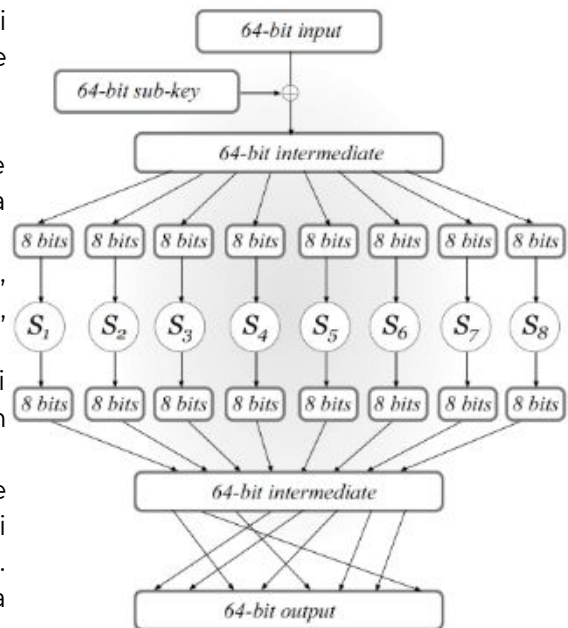 i
64-bit input
e
64-bit sub-key
64-bit intermediate
e
a
8 bits 8 bits 8 bits 8 bits 8 bits 8 bits 8 bits 8 bits
,
S1 S2 S3 S4 S5 S6 S7 S8
,
i
8 bits 8 bits 8 bits 8 bits 8 bits 8 bits 8 bits 8 bits
n
e
64-bit intermediate
i
.
a
64-bit output